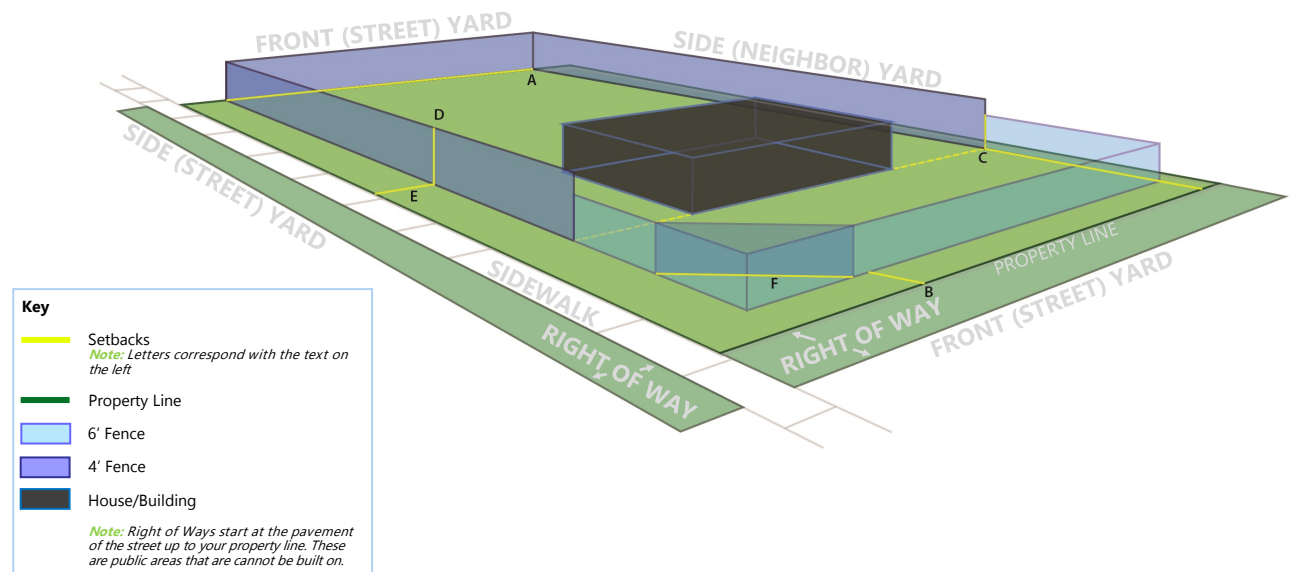 FRONT (STREET) YARD
SIDE (NEIGHBOR) YARD
A
D
C
SIDE (STREET) YARD
E
PROPERTY LINE
F
B
SIDEWALK
RIGHT OF WAY
FRONT (STREET) YARD
RIGHT OF WAY
Key
Setbacks
Note: Letters correspond with the text on
the left
Property Line
6' Fence
4' Fence
House/Building
Note: Right of Ways start at the pavement
of the street up to your property line. These
are public areas that are cannot be built on.